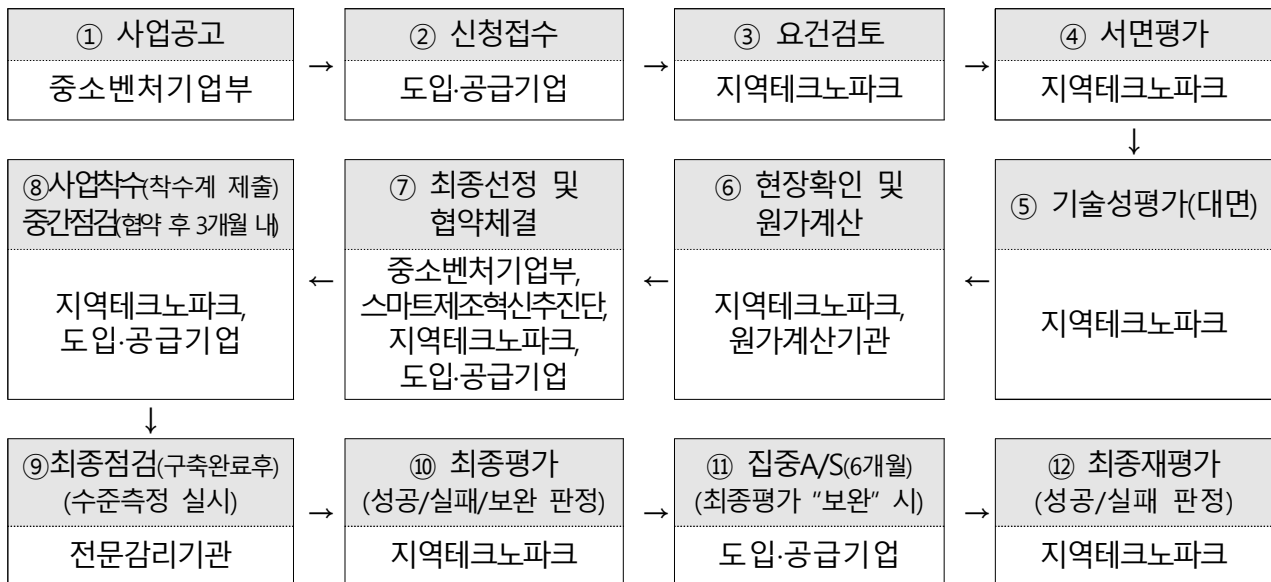 ① 사업공고
중소벤처기업부
→
② 신청접수
도입·공급기업
→
③ 요건검토
지역테크노파크
→
④ 서면평가
지역테크노파크
↓
⑤ 기술성평가(대면)
지역테크노파크
←
⑥ 현장확인 및
원가계산
지역테크노파크,
원가계산기관
←
⑦ 최종선정 및
협약체결
중소벤처기업부,
스마트제조혁신추진단,
지역테크노파크,
도입·공급기업
←
⑧사업착수(착수계 제출)
중간점검(협약 후 3개월 내)
지역테크노파크,
도입·공급기업
↓
⑨최종점검(구축완료후)
(수준측정 실시)
전문감리기관
→
⑩ 최종평가
(성공/실패/보완 판정)
지역테크노파크
→
⑪ 집중A/S(6개월)
(최종평가 “보완” 시)
도입·공급기업
→
⑫ 최종재평가
(성공/실패 판정)
지역테크노파크